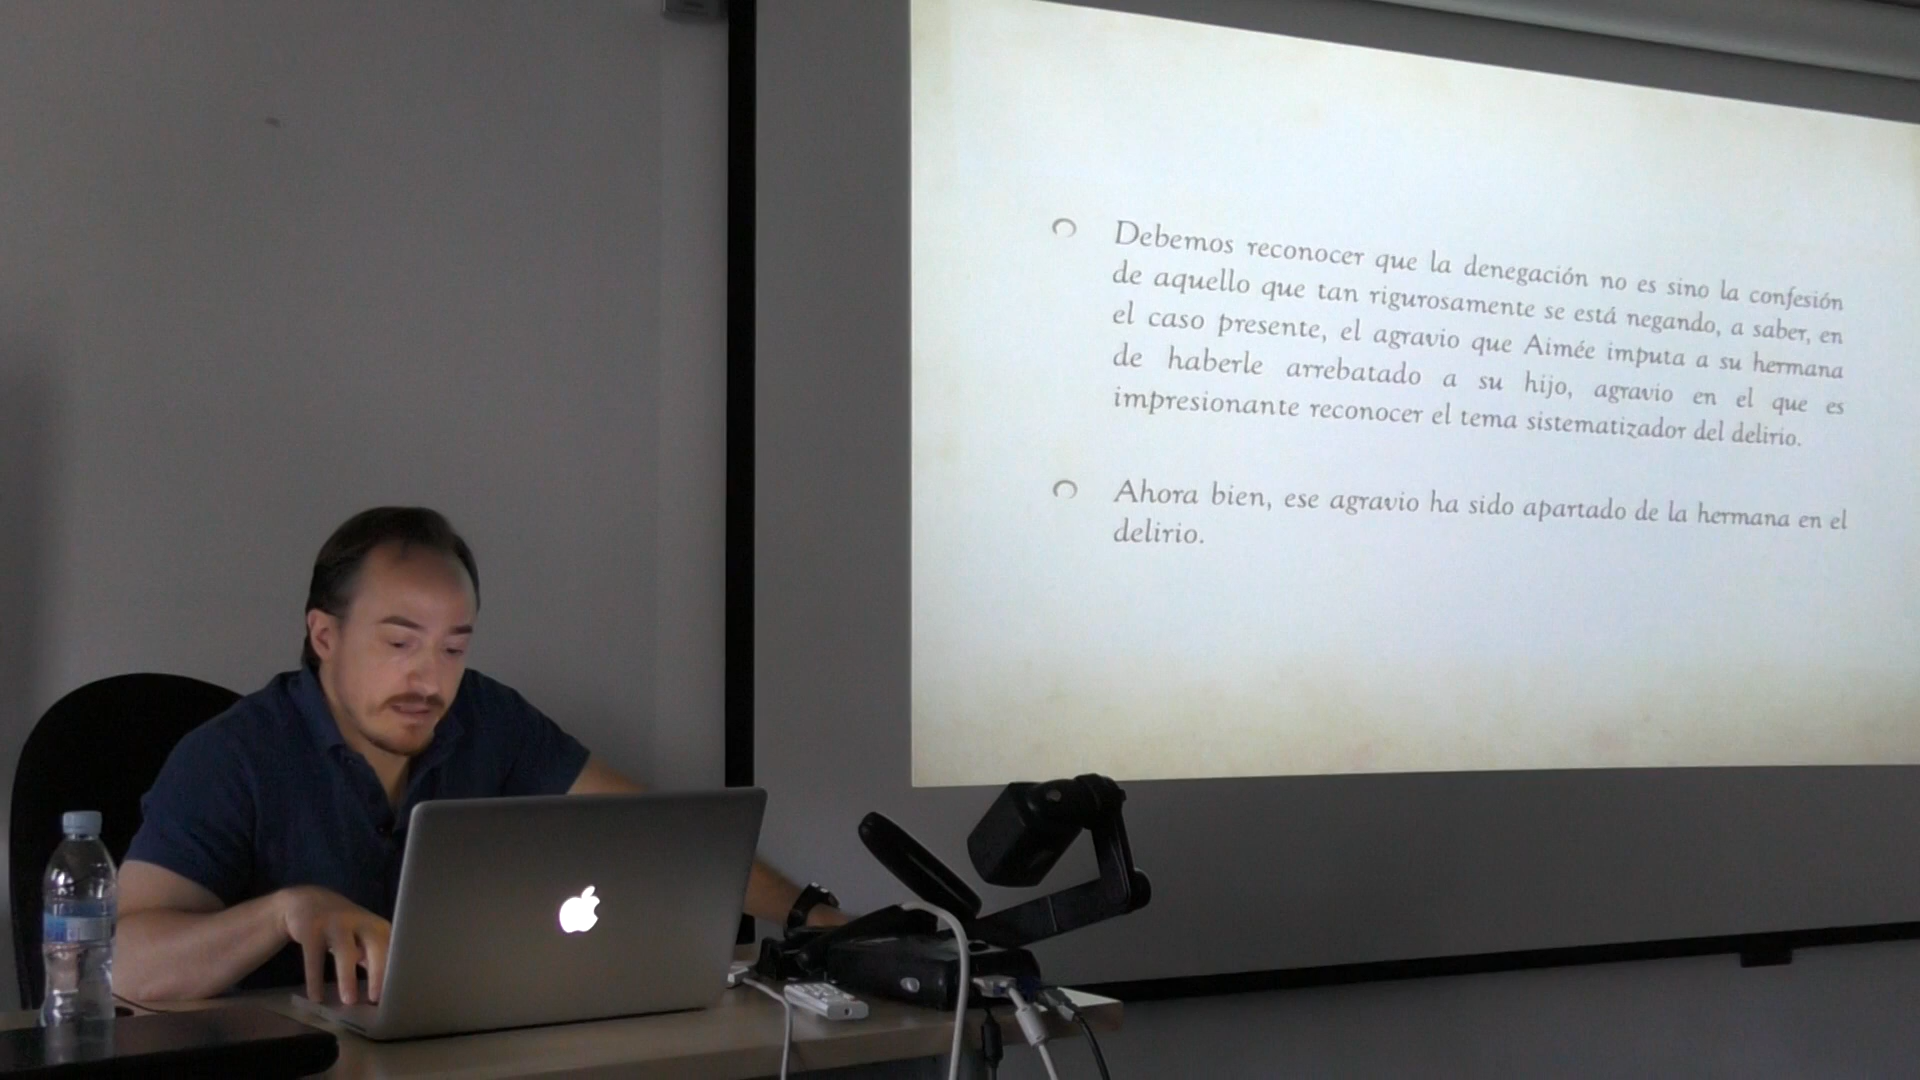 Debemos reconocer que la denegación no es sino la confesión
de aquello que tan rigurosamente se está negando, a saber, en
el caso presente, el agravio que Aimée imputa a su hermana
de haberle arrebatado a su hijo, agravio en el que es
impresionante reconocer el tema sistematizador del delirio.
Ahora bien, ese agravio ha sido apartado de la hermana en el
delirio.